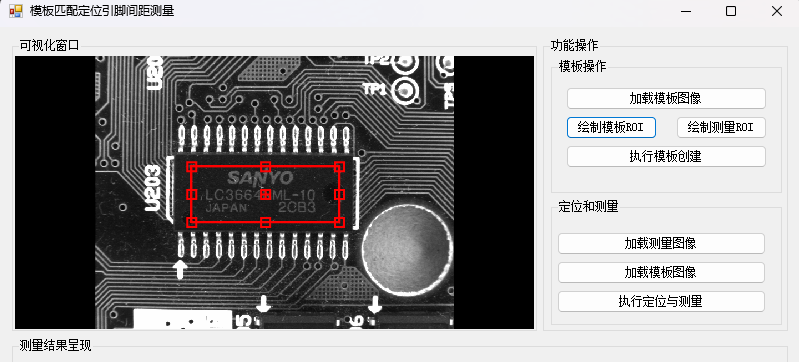 模板匹配定位引脚间距测量
可视化窗口
功能操作
模板操作
加载模板图像
绘制模板ROI
绘制测量ROI
执行模板创建
定位和测量
加载测量图像
加载模板图像
执行定位与测量
测量结果呈现
U20
TP2
TP1
TP
U203
SANYO
LC3664 ML-10
JAPAN
2CB3